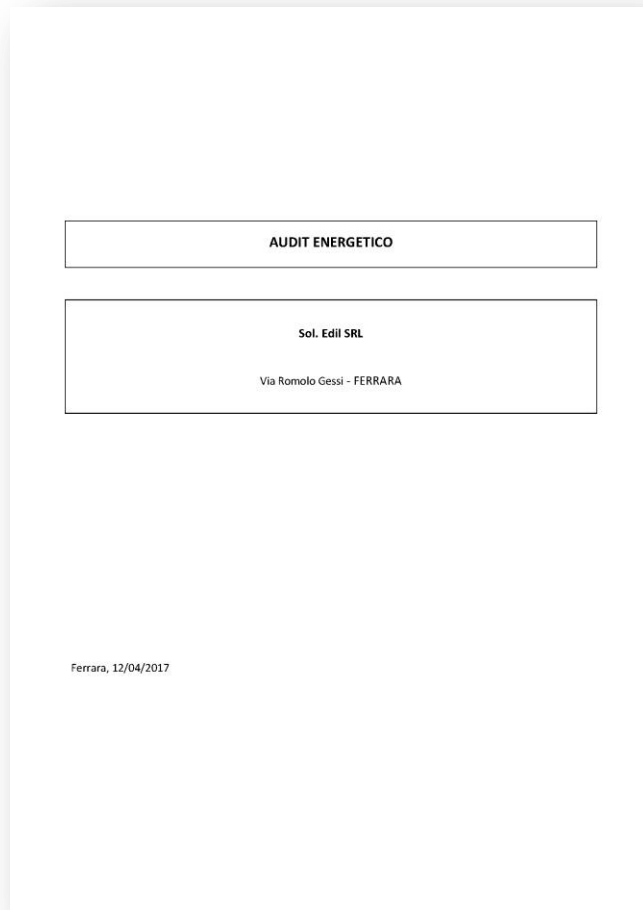 AUDIT ENERGETICO
Sol. Edil SRL
Via Romolo Gessi - FERRARA
Ferrara, 12/04/2017